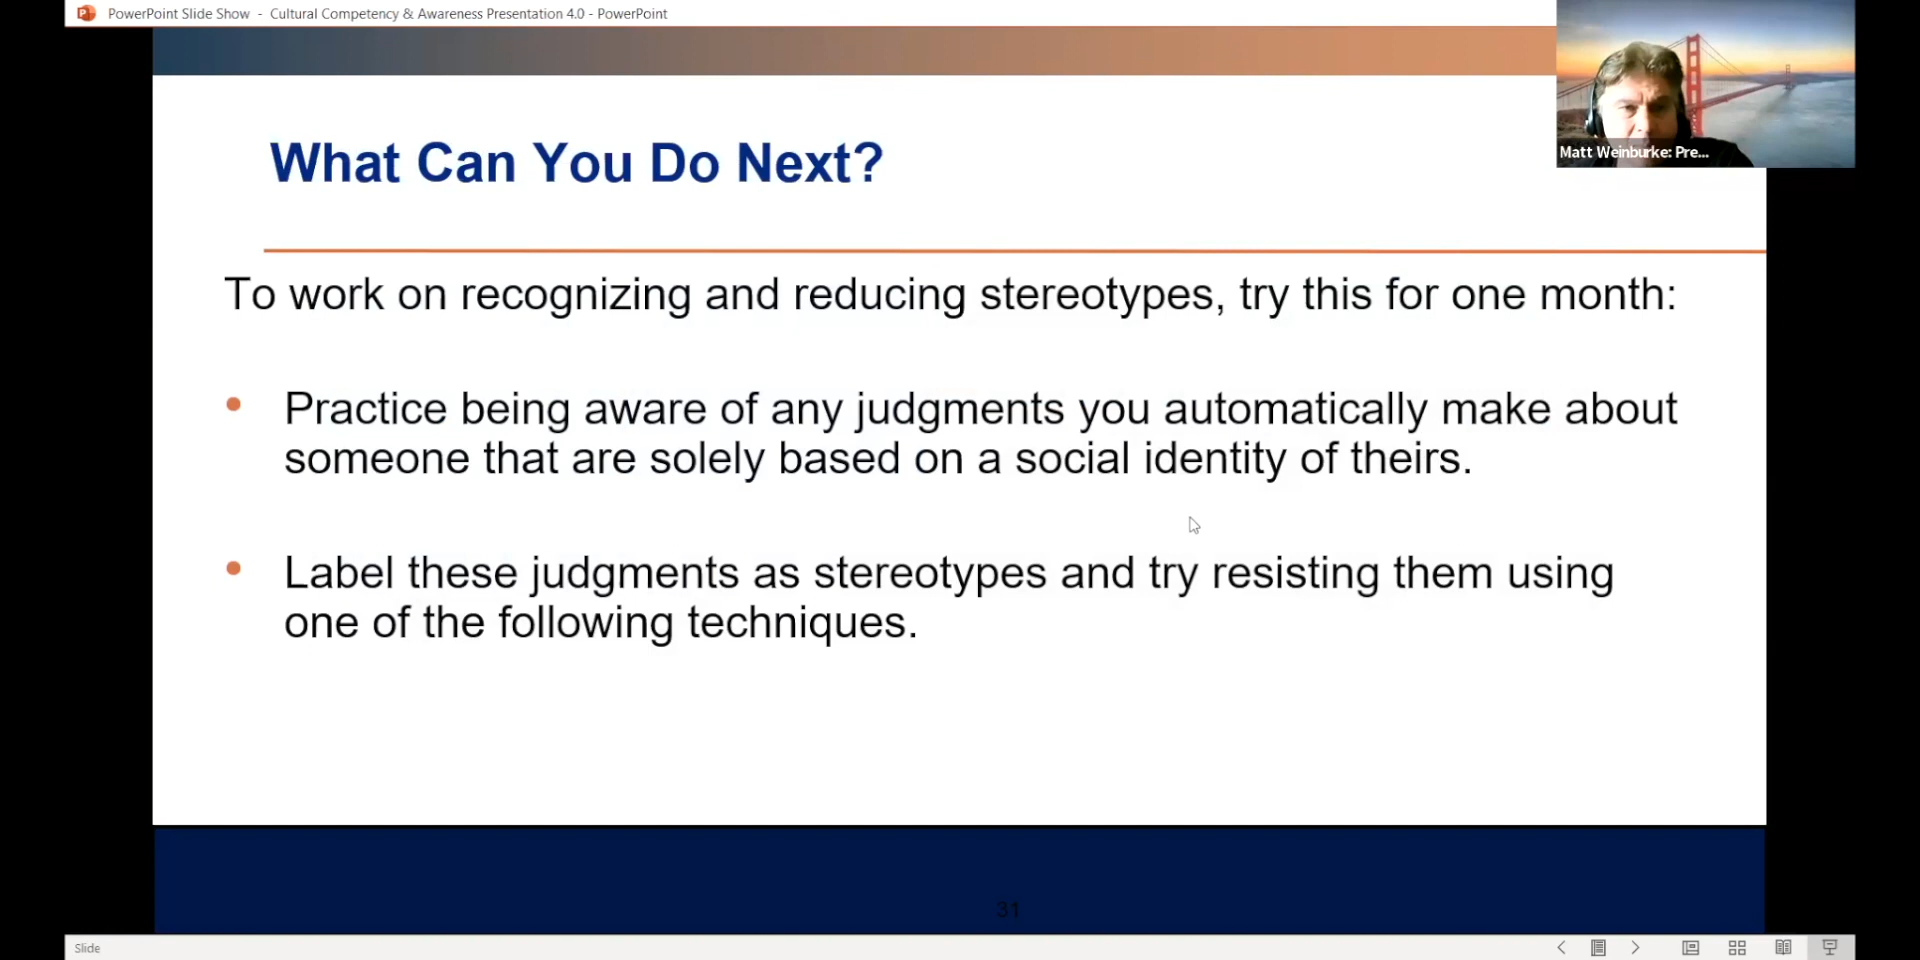 PowerPoint Slide Show - Cultural Competency & Awareness Presentation 4.0 - PowerPoint
Matt Weinburke: Pre...
What Can You Do Next?
To work on recognizing and reducing stereotypes, try this for one month:
• Practice being aware of any judgments you automatically make about
someone that are solely based on a social identity of theirs.
• Label these judgments as stereotypes and try resisting them using
one of the following techniques.
31
Slide